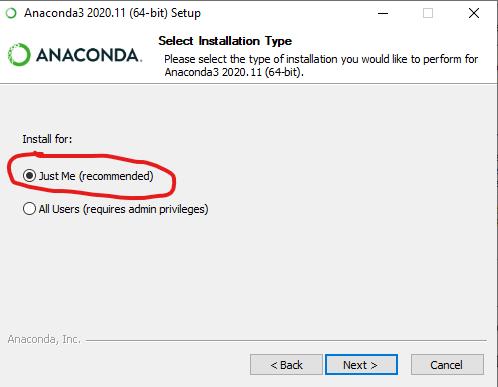 Anaconda3 2020.11 (64-bit) Setup
ANACONDA.
Select Installation Type
Please select the type of installation you would like to perform for
Anaconda3 2020.11 (64-bit).
Install for:
Just Me (recommended)
All Users (requires admin privileges)
Anaconda, Inc.
< Back Next > Cancel